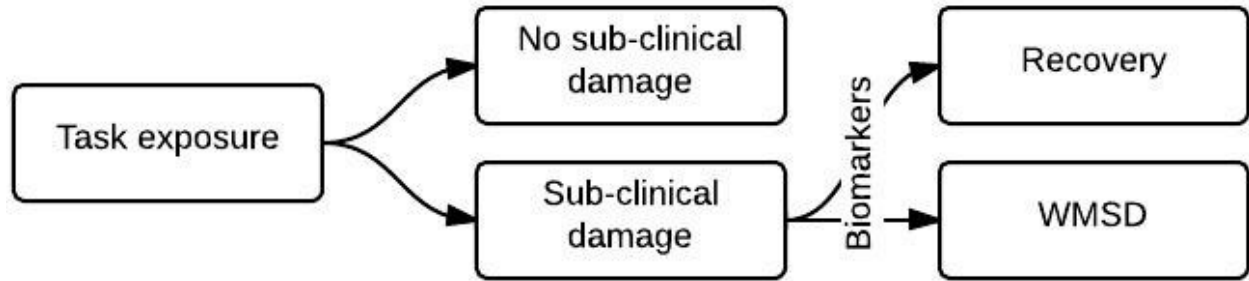 Task exposure
No sub-clinical
damage
Sub-clinical
damage
Biomarkers
Recovery
WMSD